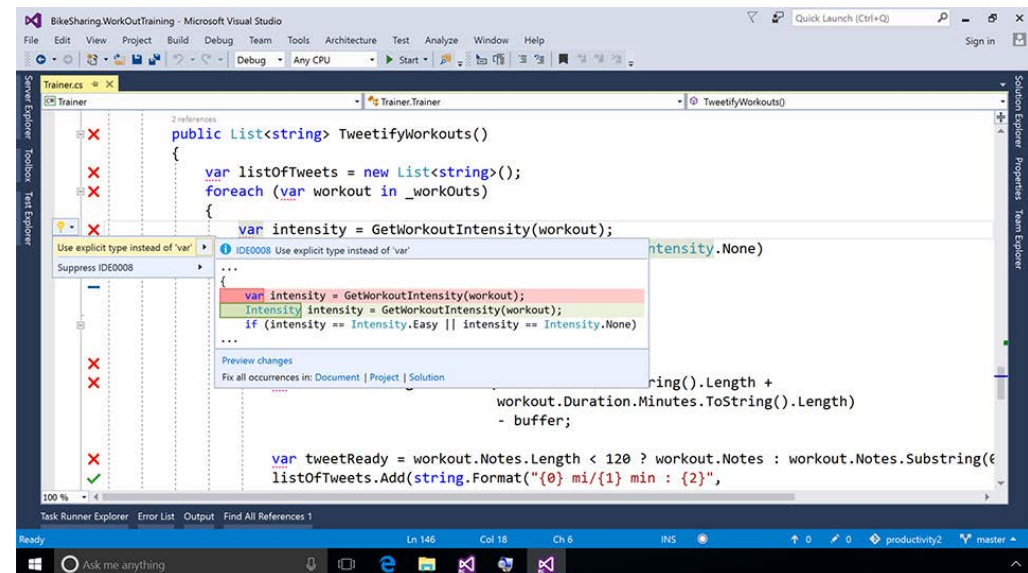 BikeSharing.WorkOutTraining - Microsoft Visual Studio
Quick Launch (Ctrl+Q)
File Edit View Project Build Debug Team Tools Architecture Test Analyze Window Help
Sign in
Debug Any CPU Start
Server Explorer
Toolbox
Test Explorer
Trainer.cs
Trainer Trainer.Trainer TweetifyWorkouts()
2 references
public List<string> TweetifyWorkouts()
{
var listOfTweets = new List<string>();
foreach (var workout in _workOuts)
{
var intensity = GetWorkoutIntensity(workout);
ntensity.None)
Use explicit type instead of 'var'
Suppress IDE0008
IDE0008 Use explicit type instead of 'var'
...
{
var intensity = GetWorkoutIntensity(workout);
Intensity intensity = GetWorkoutIntensity(workout);
if (intensity == Intensity.Easy || intensity == Intensity.None)
...
Preview changes
Fix all occurrences in: Document | Project | Solution
ring().Length +
workout.Duration.Minutes.ToString().Length)
- buffer;
var tweetReady = workout.Notes.Length < 120 ? workout.Notes : workout.Notes.Substring(
listOfTweets.Add(string.Format("{0} mi/{1} min : {2}",
100 %
Solution Explorer
Properties
Team Explorer
Task Runner Explorer Error List Output Find All References 1
Ready Ln 146 Col 18 Ch 6 INS 0 0 productivity2 master
Ask me anything